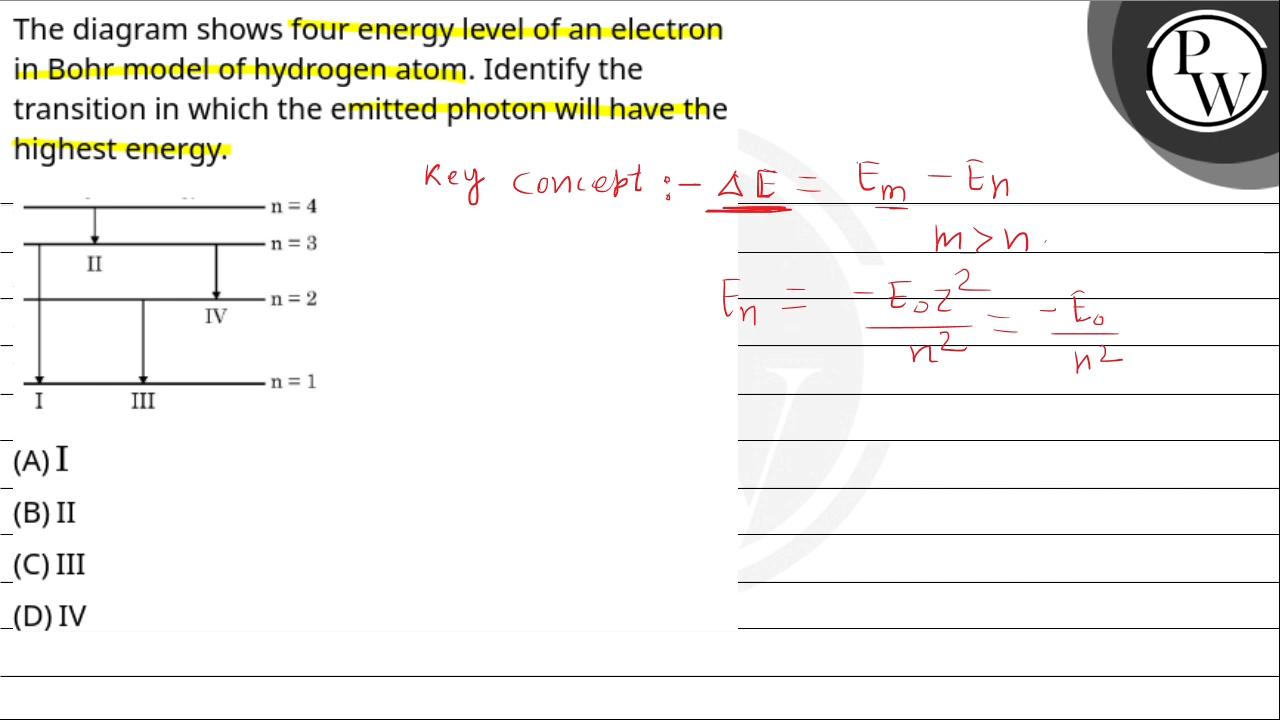 The diagram shows four energy level of an electron
in Bohr model of hydrogen atom. Identify the
transition in which the emitted photon will have the
highest energy.
P
W
Key Concept :- ΔE = Em - En
m > n.
En = -E₀z²/n² = -E₀/n²
n = 4
n = 3
II
n = 2
IV
n = 1
I III
(A) I
(B) II
(C) III
(D) IV